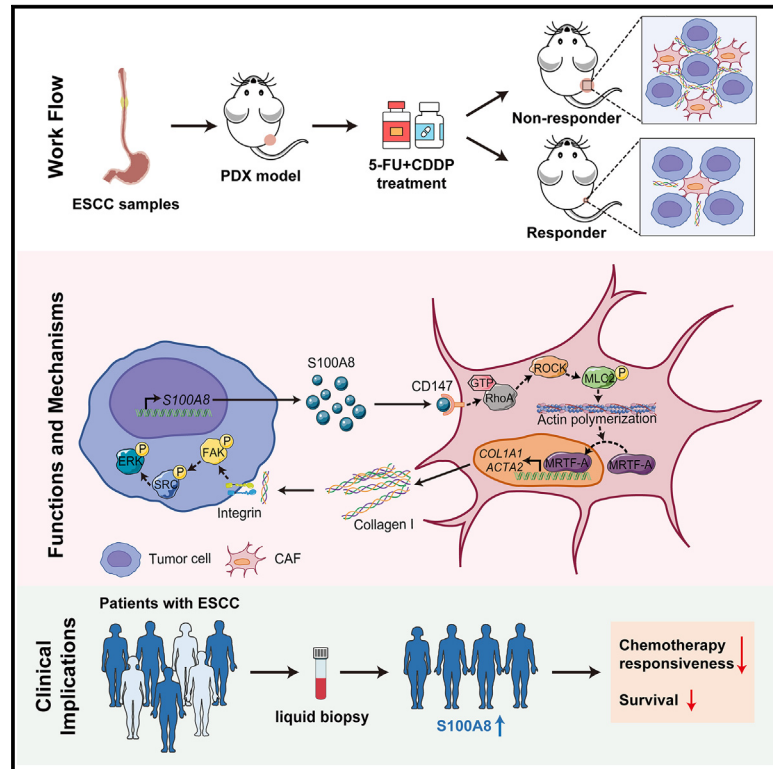 Work Flow
ESCC samples
PDX model
5-FU+CDDP
treatment
Non-responder
Responder
Functions and Mechanisms
S100A8
S100A8
CD147
GTP
RhoA
ROCK
MLC2
P
Actin polymerization
MRTF-A
MRTF-A
COL1A1
ACTA2
Collagen I
Integrin
FAK
P
SRC
P
ERK
P
Tumor cell
CAF
Clinical
Implications
Patients with ESCC
liquid biopsy
S100A8
Chemotherapy
responsiveness
Survival